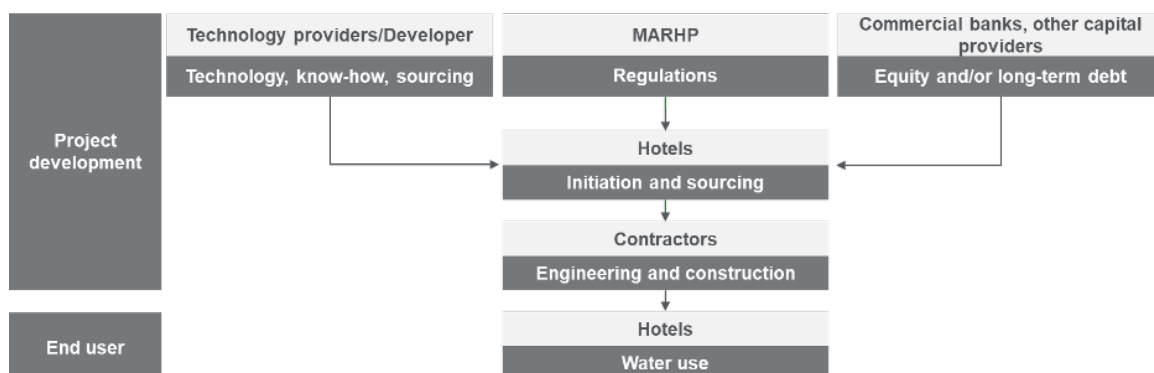 Technology providers/Developer
Technology, know-how, sourcing
MARHP
Regulations
Commercial banks, other capital
providers
Equity and/or long-term debt
Project
development
Hotels
Initiation and sourcing
Contractors
Engineering and construction
End user
Hotels
Water use